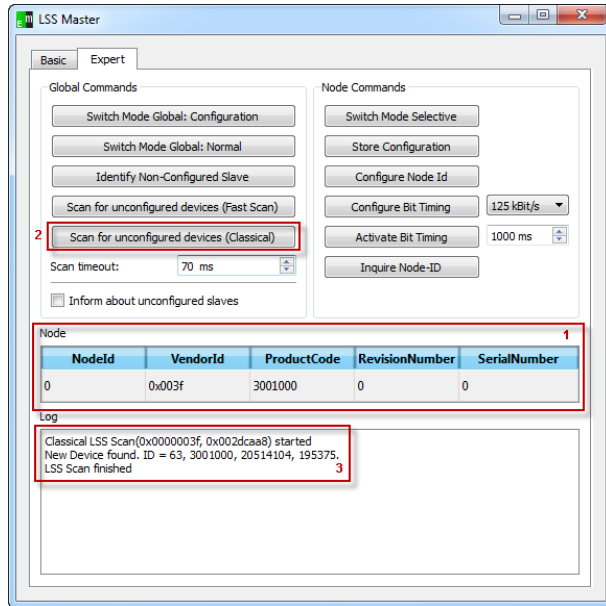 LSS Master
Basic
Expert
Global Commands
Switch Mode Global: Configuration
Switch Mode Global: Normal
Identify Non-Configured Slave
Scan for unconfigured devices (Fast Scan)
2
Scan for unconfigured devices (Classical)
Scan timeout: 70 ms
Inform about unconfigured slaves
Node Commands
Switch Mode Selective
Store Configuration
Configure Node Id
Configure Bit Timing 125 kBit/s
Activate Bit Timing 1000 ms
Inquire Node-ID
Node
1
NodeId VendorId ProductCode RevisionNumber SerialNumber
0 0x003f 3001000 0 0
Log
Classical LSS Scan(0x0000003f, 0x002dcaa8) started
New Device found. ID = 63, 3001000, 20514104, 195375.
LSS Scan finished
3